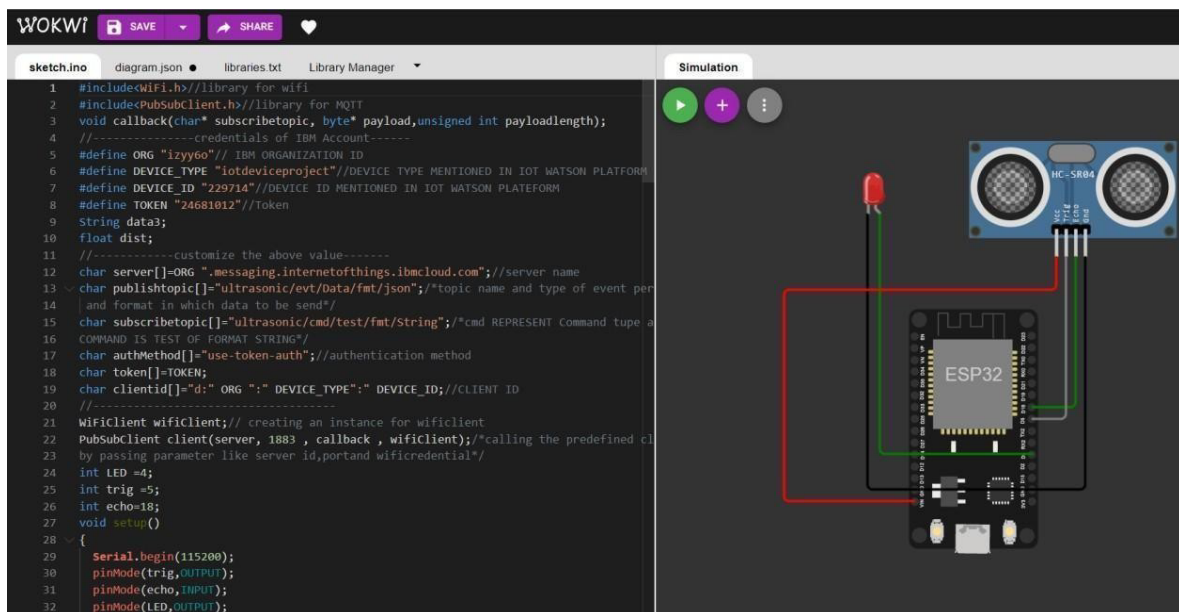 WOKWi SAVE SHARE
sketch.ino diagram.json ● libraries.txt Library Manager
Simulation
1 #include<WiFi.h>//library for wifi
2 #include<PubSubClient.h>//library for MQTT
3 void callback(char* subscribetopic, byte* payload,unsigned int payloadlength);
4 //---------------credentials of IBM Account------
5 #define ORG "izyy6o"// IBM ORGANIZATION ID
6 #define DEVICE_TYPE "iotdeviceproject"//DEVICE TYPE MENTIONED IN IOT WATSON PLATFORM
7 #define DEVICE_ID "229714"//DEVICE ID MENTIONED IN IOT WATSON PLATEFORM
8 #define TOKEN "24681012"//Token
9 String data3;
10 float dist;
11 //------------customize the above value-------
12 char server[]=ORG ".messaging.internetofthings.ibmcloud.com";//server name
13 char publishtopic[]="ultrasonic/evt/Data/fmt/json";/*topic name and type of event per
14 and format in which data to be send*/
15 char subscribetopic[]="ultrasonic/cmd/test/fmt/String";/*cmd REPRESENT Command tupe a
16 COMMAND IS TEST OF FORMAT STRING*/
17 char authMethod[]="use-token-auth";//authentication method
18 char token[]=TOKEN;
19 char clientid[]="d:" ORG ":" DEVICE_TYPE":" DEVICE_ID;//CLIENT ID
20 //------------------------------------
21 WiFiClient wifiClient;// creating an instance for wificlient
22 PubSubClient client(server, 1883 , callback , wifiClient);/*calling the predefined cl
23 by passing parameter like server id,portand wificredential*/
24 int LED =4;
25 int trig =5;
26 int echo=18;
27 void setup()
28 {
29 Serial.begin(115200);
30 pinMode(trig,OUTPUT);
31 pinMode(echo,INPUT);
32 pinMode(LED,OUTPUT);
HC-SR04
Vcc
Trig
Echo
Gnd
ESP32